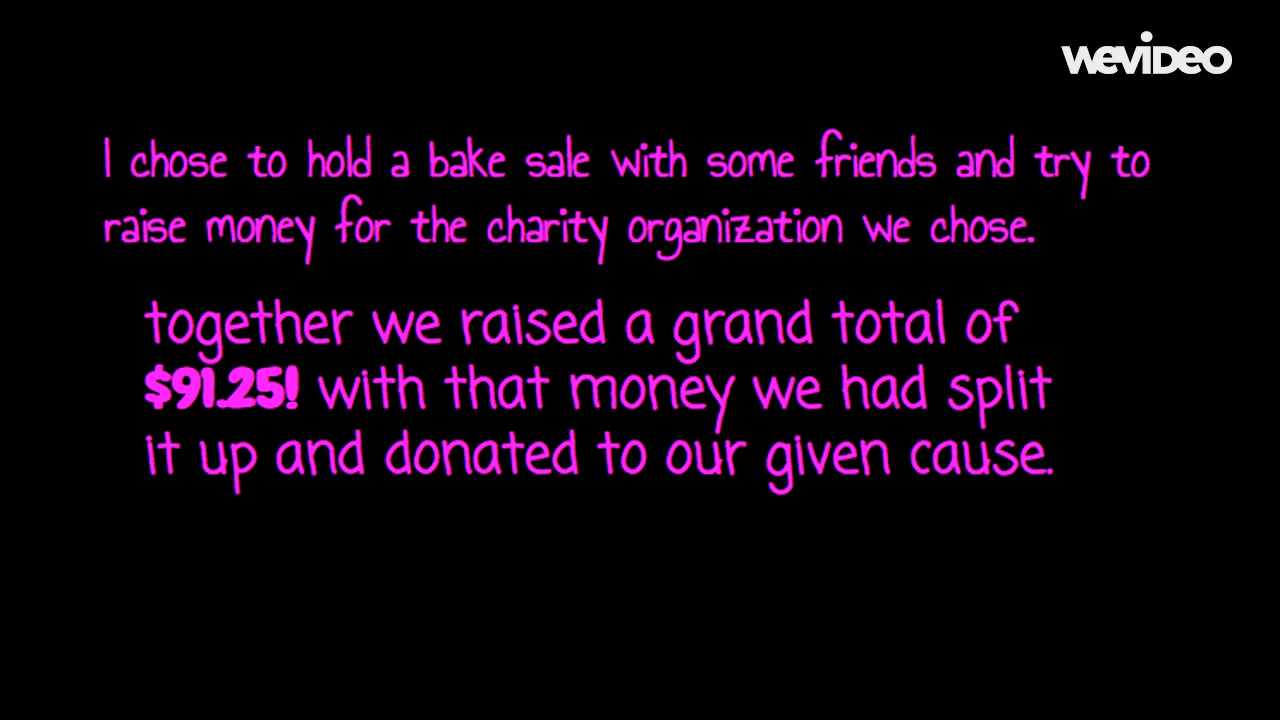 wevideo
I chose to hold a bake sale with some friends and try to
raise money for the charity organization we chose.
together we raised a grand total of
$91.25! with that money we had split
it up and donated to our given cause.